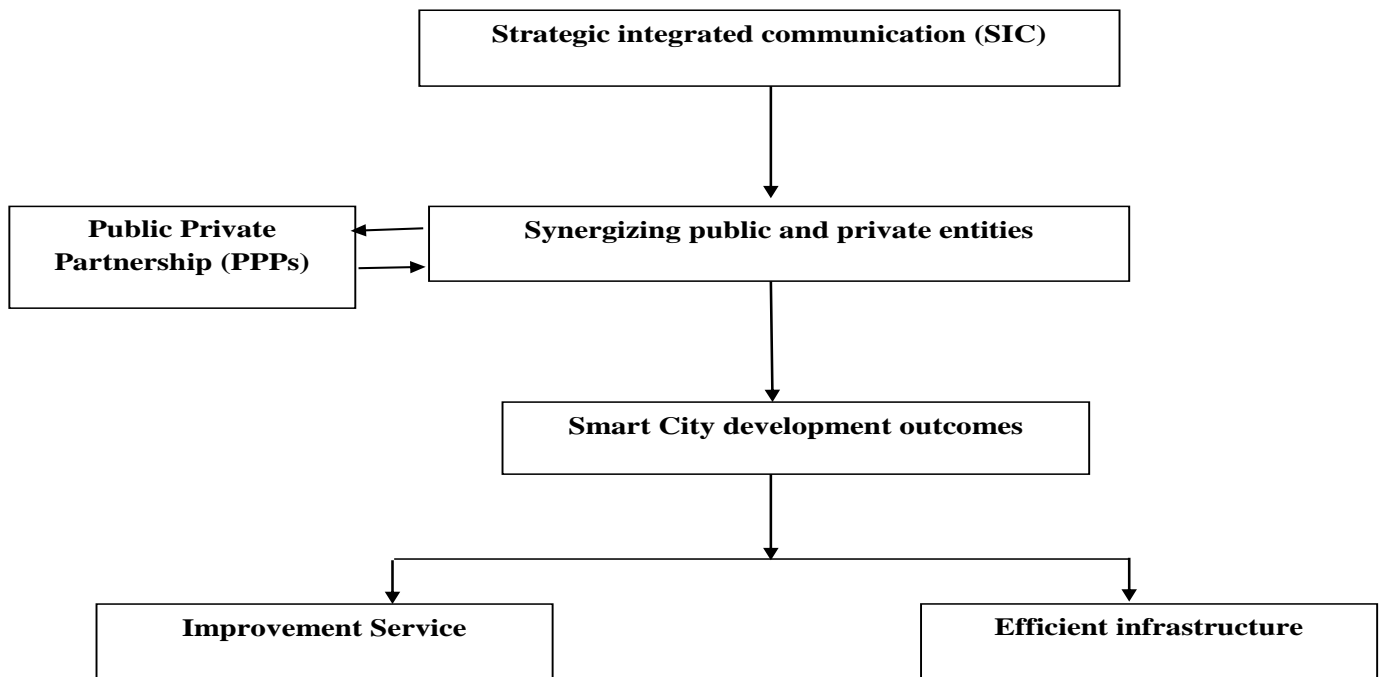 Strategic integrated communication (SIC)
Public Private
Partnership (PPPs)
Synergizing public and private entities
Smart City development outcomes
Improvement Service
Efficient infrastructure